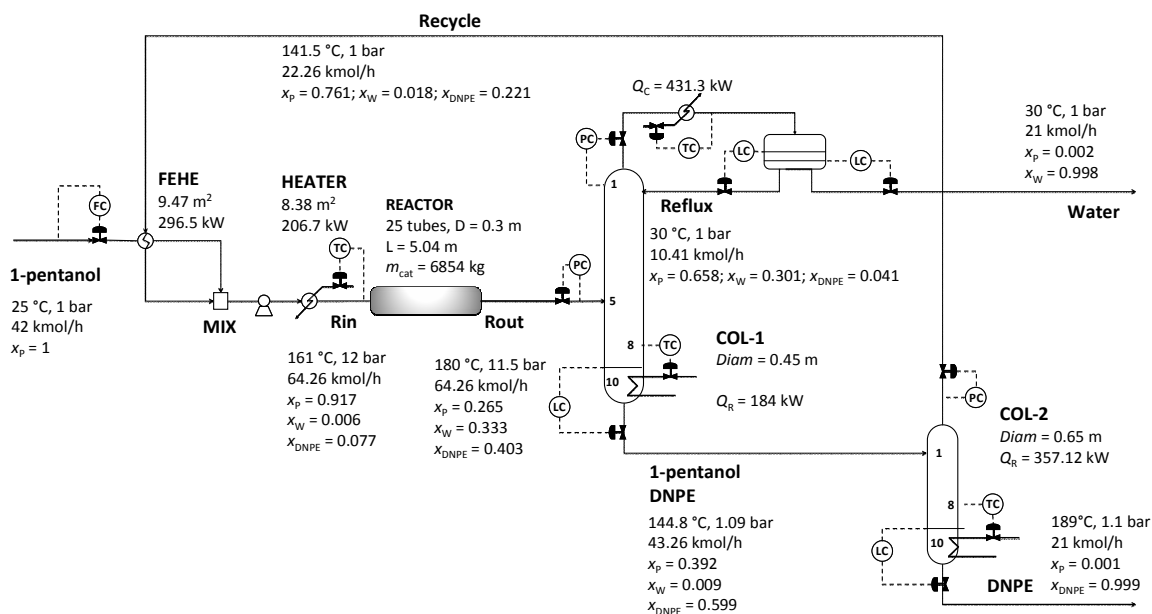 Recycle
141.5 °C, 1 bar
22.26 kmol/h
xP = 0.761; xW = 0.018; xDNPE = 0.221
QC = 431.3 kW
30 °C, 1 bar
21 kmol/h
xP = 0.002
xW = 0.998
Water
PC
TC
LC
LC
1
FEHE
9.47 m²
296.5 kW
HEATER
8.38 m²
206.7 kW
REACTOR
25 tubes, D = 0.3 m
L = 5.04 m
mcat = 6854 kg
FC
TC
PC
Reflux
30 °C, 1 bar
10.41 kmol/h
xP = 0.658; xW = 0.301; xDNPE = 0.041
1-pentanol
25 °C, 1 bar
42 kmol/h
xP = 1
MIX
Rin
Rout
5
161 °C, 12 bar
64.26 kmol/h
xP = 0.917
xW = 0.006
xDNPE = 0.077
180 °C, 11.5 bar
64.26 kmol/h
xP = 0.265
xW = 0.333
xDNPE = 0.403
8
TC
10
LC
COL-1
Diam = 0.45 m
QR = 184 kW
PC
COL-2
Diam = 0.65 m
QR = 357.12 kW
1
8
TC
10
LC
1-pentanol
DNPE
144.8 °C, 1.09 bar
43.26 kmol/h
xP = 0.392
xW = 0.009
xDNPE = 0.599
189°C, 1.1 bar
21 kmol/h
xP = 0.001
xDNPE = 0.999
DNPE